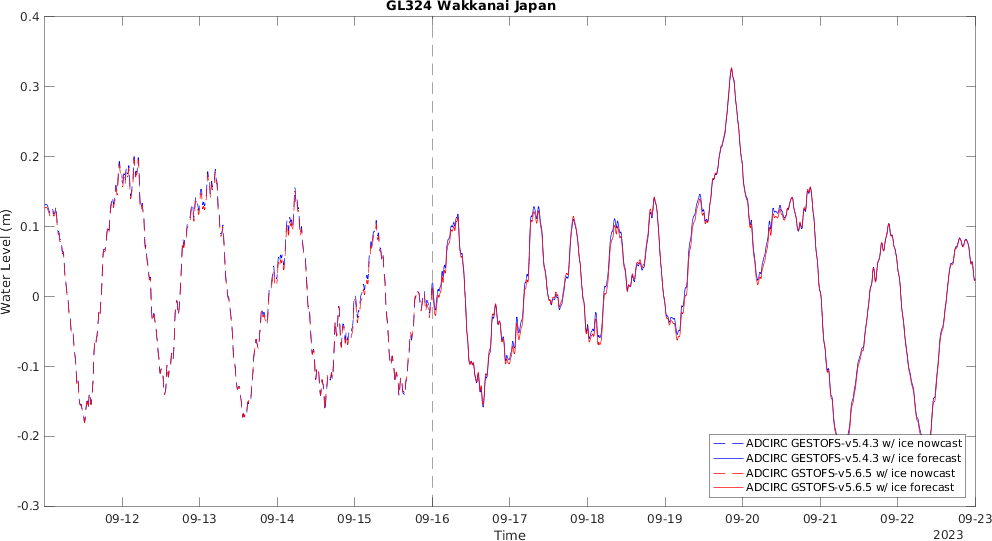 GL324 Wakkanai Japan
0.4
0.3
0.2
0.1
0
-0.1
-0.2
-0.3
Water Level (m)
ADCIRC GESTOFS-v5.4.3 w/ ice nowcast
ADCIRC GESTOFS-v5.4.3 w/ ice forecast
ADCIRC GSTOFS-v5.6.5 w/ ice nowcast
ADCIRC GSTOFS-v5.6.5 w/ ice forecast
09-12 09-13 09-14 09-15 09-16 09-17 09-18 09-19 09-20 09-21 09-22 09-23
Time
2023